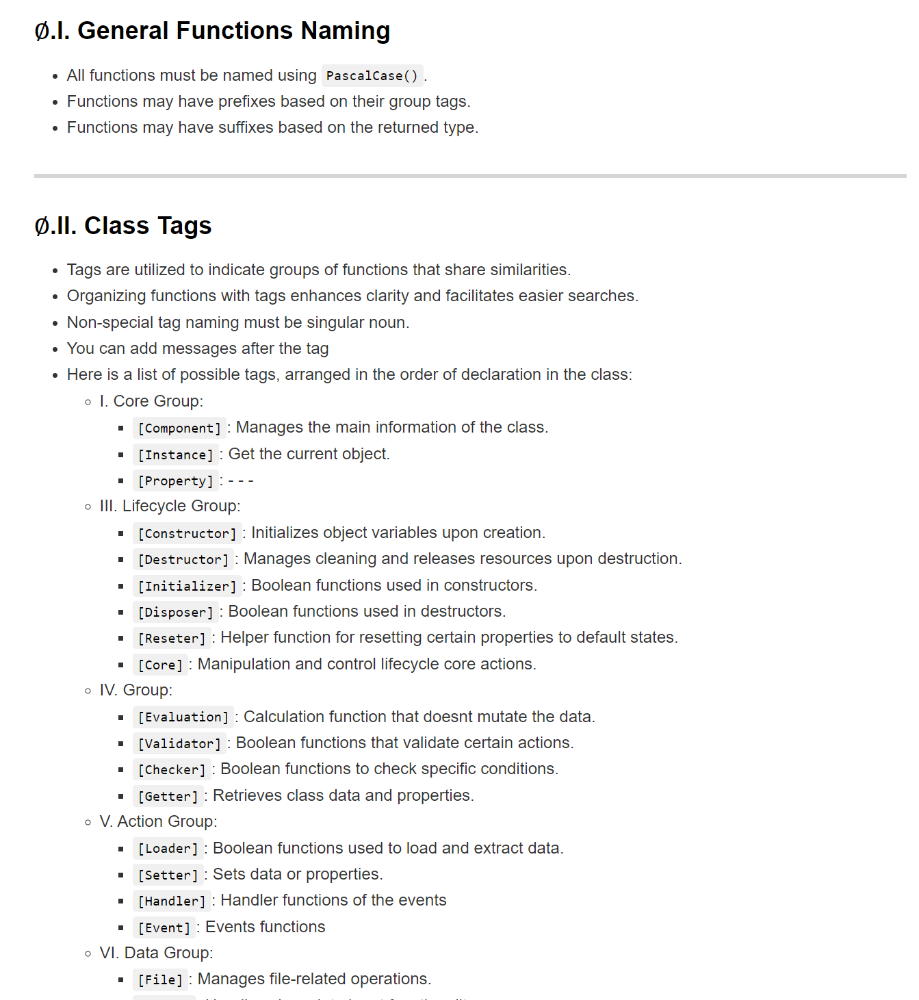 Ø.I. General Functions Naming
All functions must be named using PascalCase().
Functions may have prefixes based on their group tags.
Functions may have suffixes based on the returned type.
Ø.II. Class Tags
Tags are utilized to indicate groups of functions that share similarities.
Organizing functions with tags enhances clarity and facilitates easier searches.
Non-special tag naming must be singular noun.
You can add messages after the tag
Here is a list of possible tags, arranged in the order of declaration in the class:
I. Core Group:
[Component]: Manages the main information of the class.
[Instance]: Get the current object.
[Property]: - - -
III. Lifecycle Group:
[Constructor]: Initializes object variables upon creation.
[Destructor]: Manages cleaning and releases resources upon destruction.
[Initializer]: Boolean functions used in constructors.
[Disposer]: Boolean functions used in destructors.
[Reseter]: Helper function for resetting certain properties to default states.
[Core]: Manipulation and control lifecycle core actions.
IV. Group:
[Evaluation]: Calculation function that doesnt mutate the data.
[Validator]: Boolean functions that validate certain actions.
[Checker]: Boolean functions to check specific conditions.
[Getter]: Retrieves class data and properties.
V. Action Group:
[Loader]: Boolean functions used to load and extract data.
[Setter]: Sets data or properties.
[Handler]: Handler functions of the events
[Event]: Events functions
VI. Data Group:
[File]: Manages file-related operations.